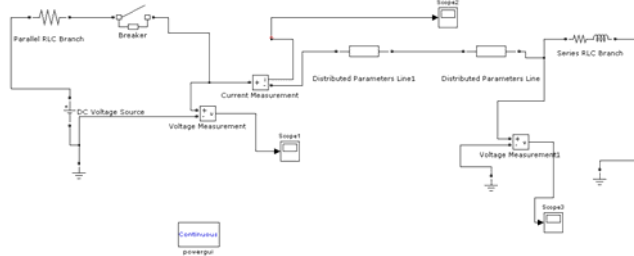 Scope2
Parallel RLC Branch
Breaker
Series RLC Branch
Current Measurement
Distributed Parameters Line1
Distributed Parameters Line
DC Voltage Source
Voltage Measurement
Scope1
Voltage Measurement1
Scope3
Continuous
powergui